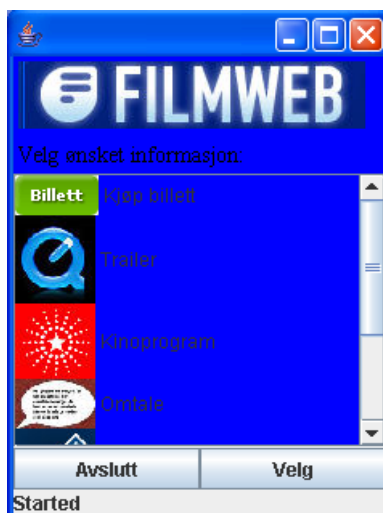 FILMWEB
Velg ønsket informasjon:
Billett Kjøp billett
Trailer
Kinoprogram
Omtale
Avslutt Velg
Started